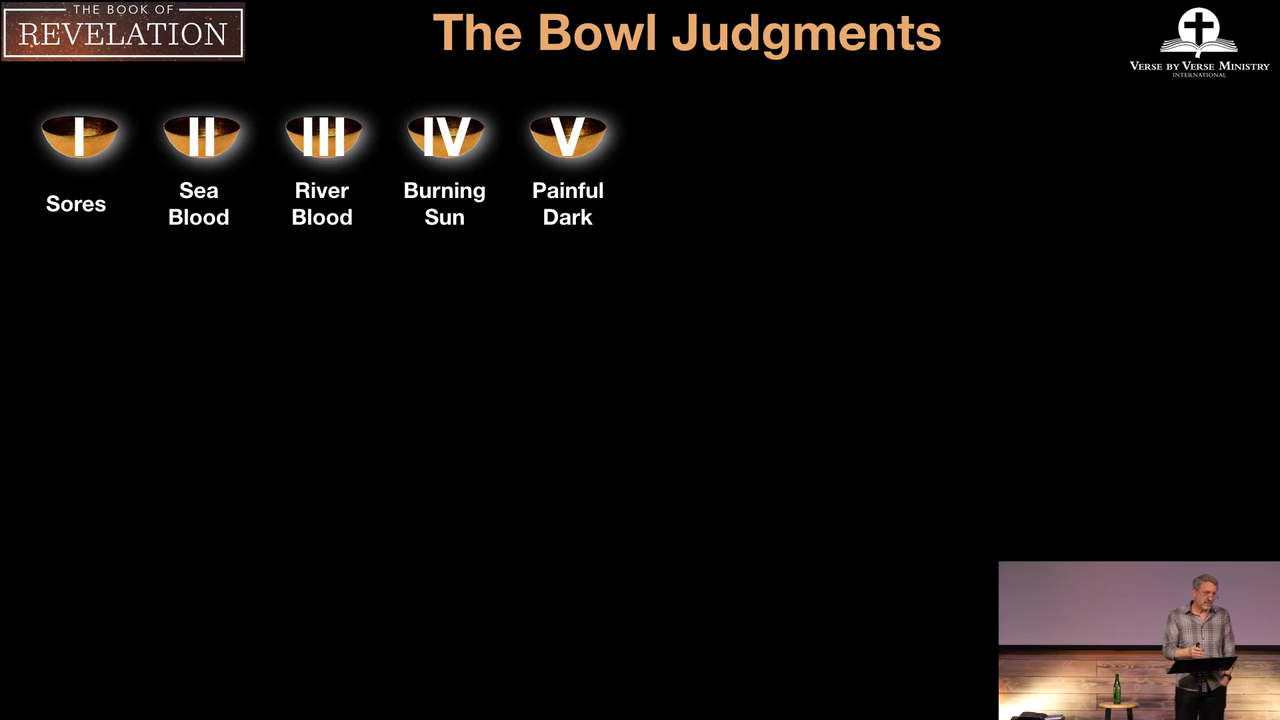 THE BOOK OF
REVELATION
The Bowl Judgments
VERSE BY VERSE MINISTRY
INTERNATIONAL
I II III IV V
Sores
Sea
Blood
River
Blood
Burning
Sun
Painful
Dark